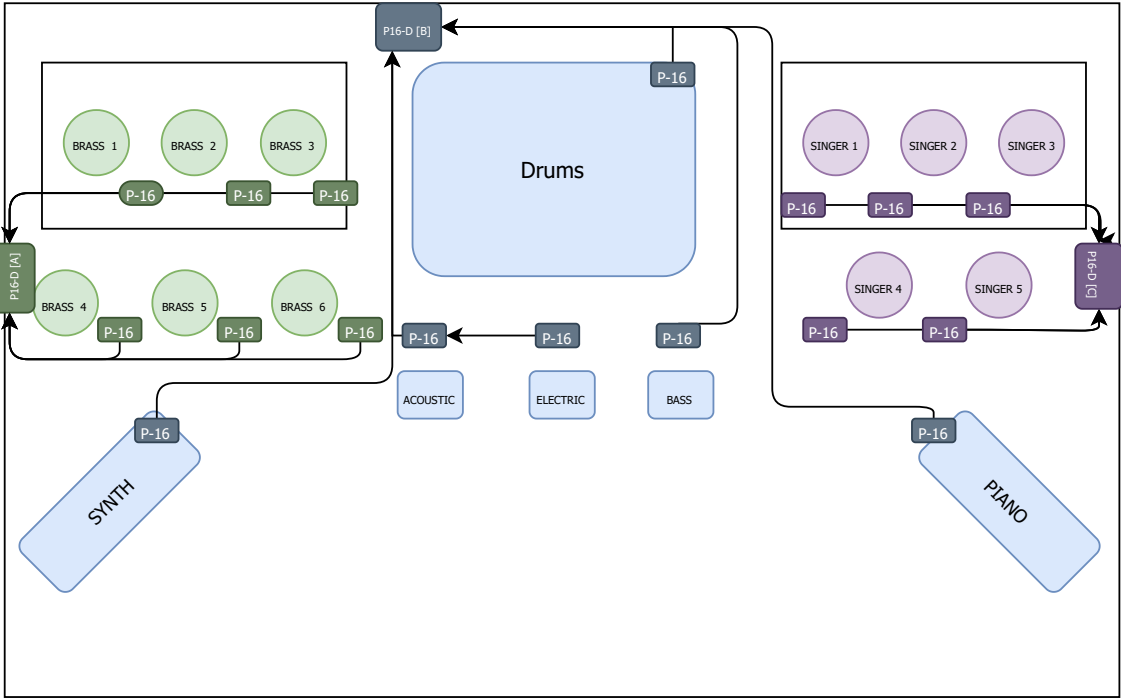 P16-D [B]
P-16
Drums
BRASS 1
BRASS 2
BRASS 3
P-16
P-16
P-16
SINGER 1
SINGER 2
SINGER 3
P-16
P-16
P-16
P16-D [A]
BRASS 4
BRASS 5
BRASS 6
P-16
P-16
P-16
P16-D [C]
SINGER 4
SINGER 5
P-16
P-16
P-16
P-16
P-16
ACOUSTIC
ELECTRIC
BASS
P-16
SYNTH
P-16
PIANO